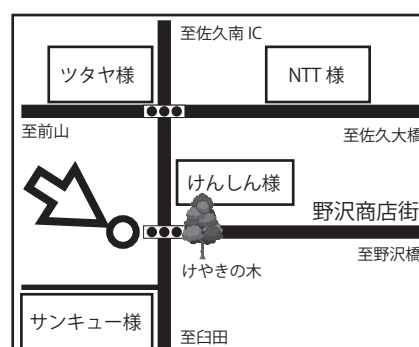 至佐久南 IC
ツタヤ様
NTT 様
至前山
至佐久大橋
けんしん様
野沢商店街
至野沢橋
けやきの木
サンキュー様
至臼田